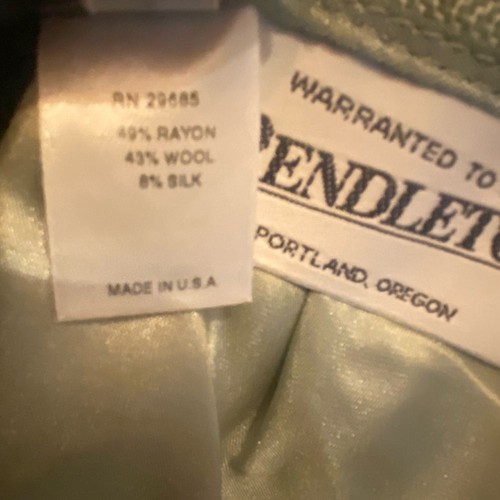 RN 29685
49% RAYON
43% WOOL
8% SILK
MADE IN U.S.A
WARRANTED TO
PENDLETO
PORTLAND, OREGON